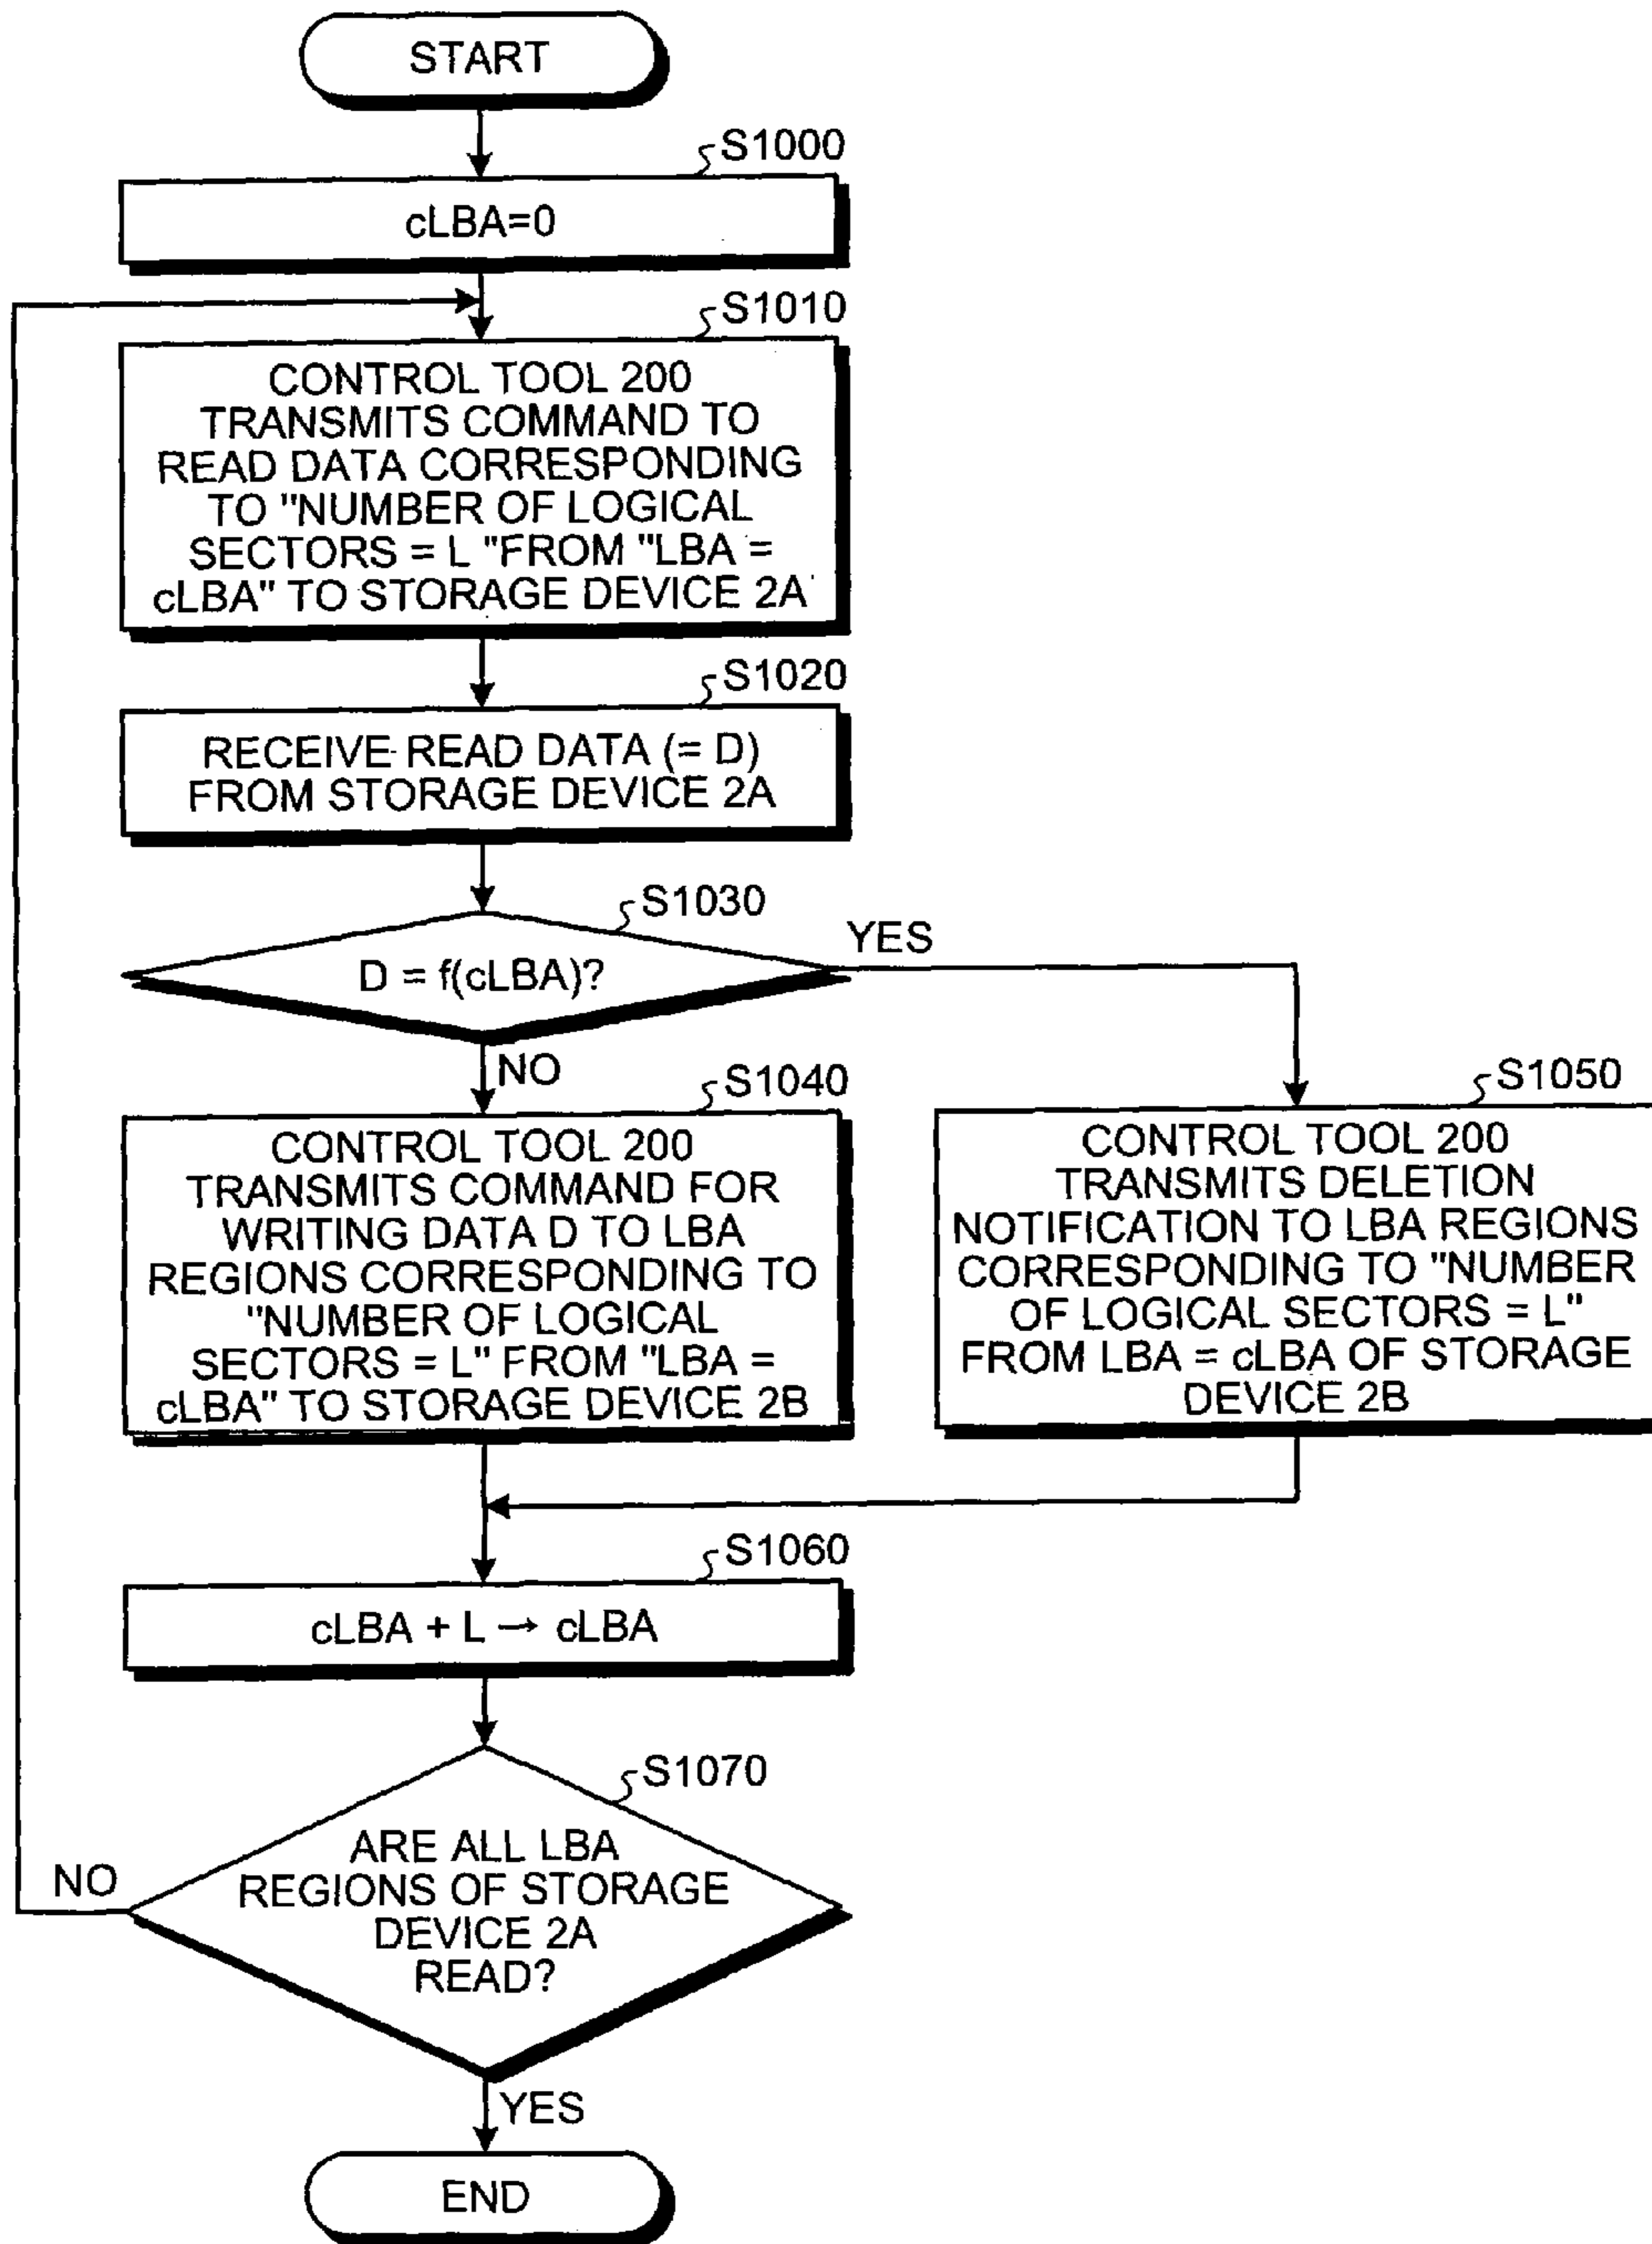 START
S1000
cLBA=0
S1010
CONTROL TOOL 200
TRANSMITS COMMAND TO
READ DATA CORRESPONDING
TO "NUMBER OF LOGICAL
SECTORS = L "FROM "LBA =
cLBA" TO STORAGE DEVICE 2A
S1020
RECEIVE READ DATA (= D)
FROM STORAGE DEVICE 2A
S1030
D = f(cLBA)?
YES
NO
S1040
CONTROL TOOL 200
TRANSMITS COMMAND FOR
WRITING DATA D TO LBA
REGIONS CORRESPONDING TO
"NUMBER OF LOGICAL
SECTORS = L" FROM "LBA =
cLBA" TO STORAGE DEVICE 2B
S1050
CONTROL TOOL 200
TRANSMITS DELETION
NOTIFICATION TO LBA REGIONS
CORRESPONDING TO "NUMBER
OF LOGICAL SECTORS = L"
FROM LBA = cLBA OF STORAGE
DEVICE 2B
S1060
cLBA + L → cLBA
S1070
ARE ALL LBA
REGIONS OF STORAGE
DEVICE 2A
READ?
NO
YES
END